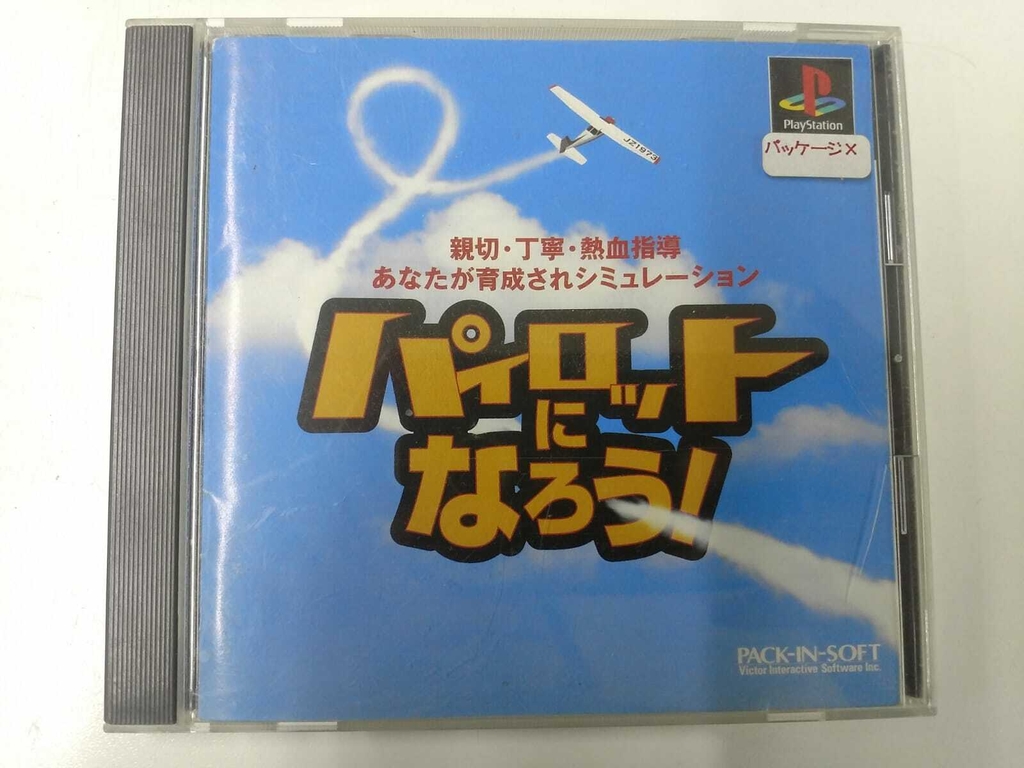 PlayStation
パッケージ×
JZ1973
親切・丁寧・熱血指導
あなたが育成されシミュレーション
パイロット
に
なろう!
PACK-IN-SOFT
Victor Interactive Software Inc.